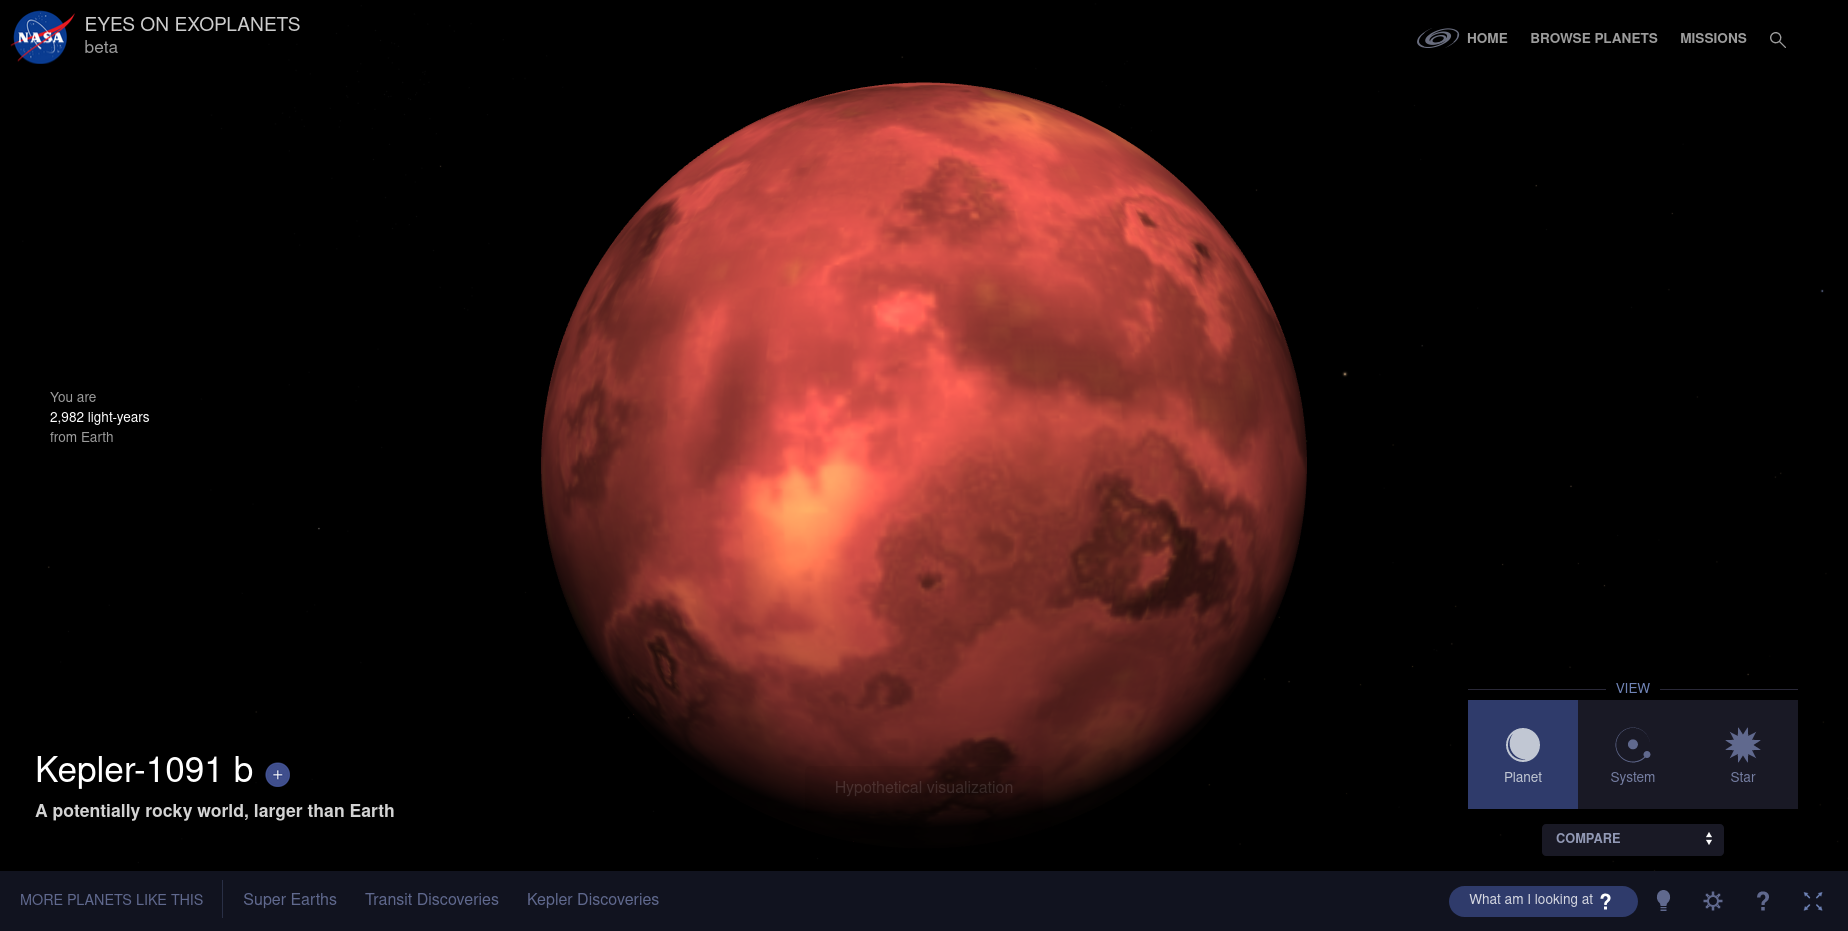 NASA
EYES ON EXOPLANETS
beta
HOME
BROWSE PLANETS
MISSIONS
You are
2,982 light-years
from Earth
Kepler-1091 b
+
A potentially rocky world, larger than Earth
Hypothetical visualization
VIEW
Planet
System
Star
COMPARE
MORE PLANETS LIKE THIS
Super Earths
Transit Discoveries
Kepler Discoveries
What am I looking at ?
?